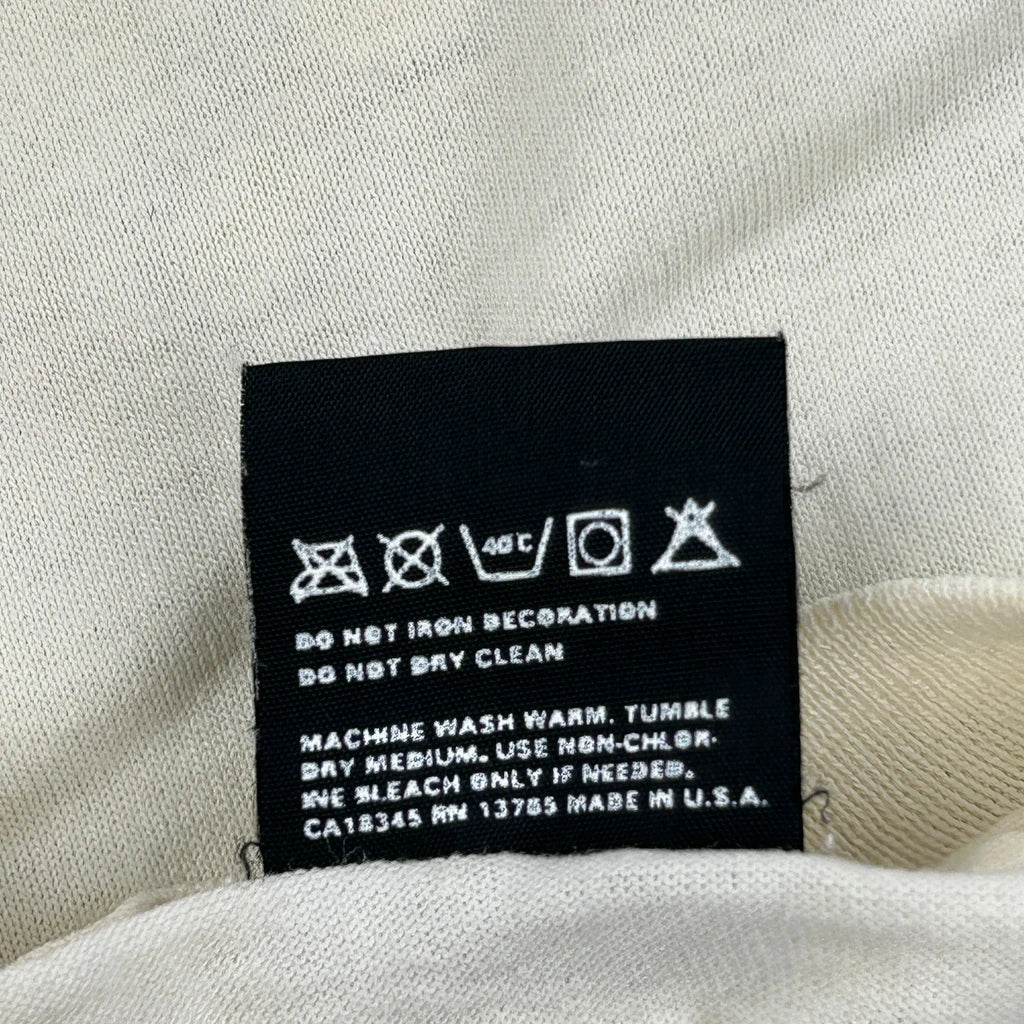 40°C
DO NOT IRON DECORATION
DO NOT DRY CLEAN
MACHINE WASH WARM. TUMBLE
DRY MEDIUM. USE NON-CHLOR-
INE BLEACH ONLY IF NEEDED.
CA18345 RN 13765 MADE IN U.S.A.